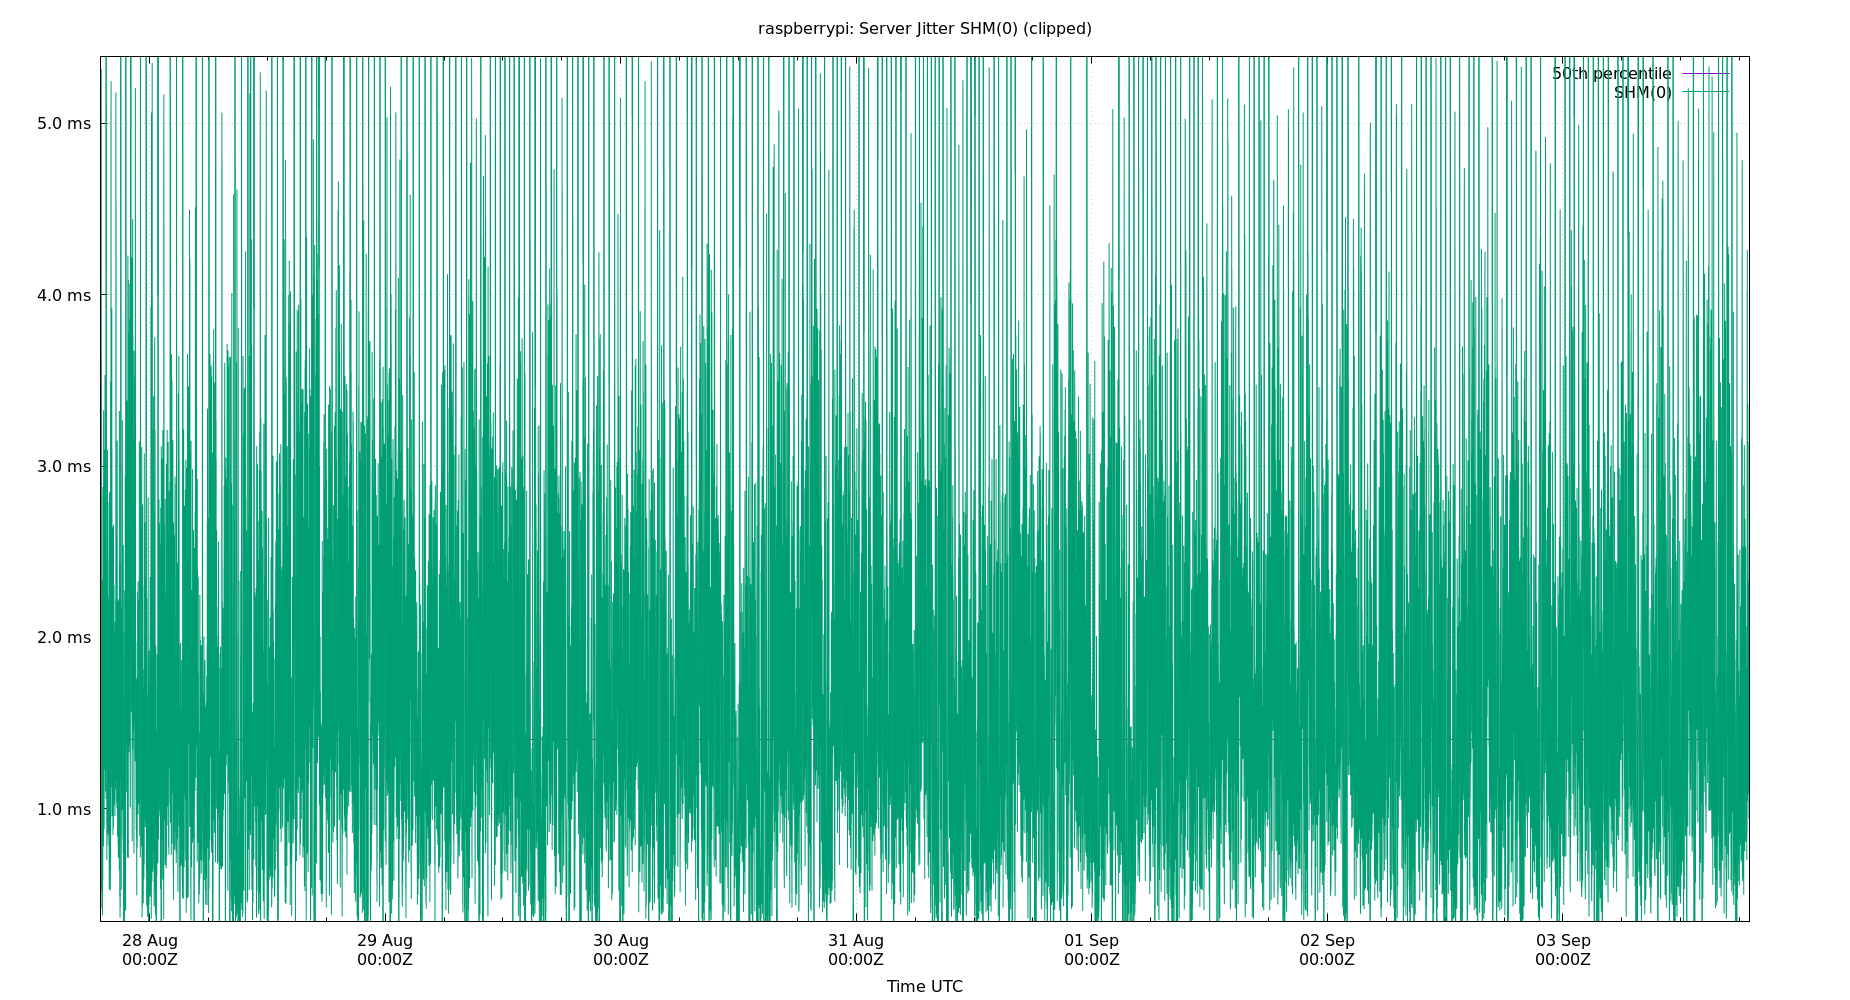 raspberrypi: Server Jitter SHM(0) (clipped)
50th percentile
SHM(0)
5.0 ms
4.0 ms
3.0 ms
2.0 ms
1.0 ms
28 Aug 29 Aug 30 Aug 31 Aug 01 Sep 02 Sep 03 Sep
00:00Z 00:00Z 00:00Z 00:00Z 00:00Z 00:00Z 00:00Z
Time UTC